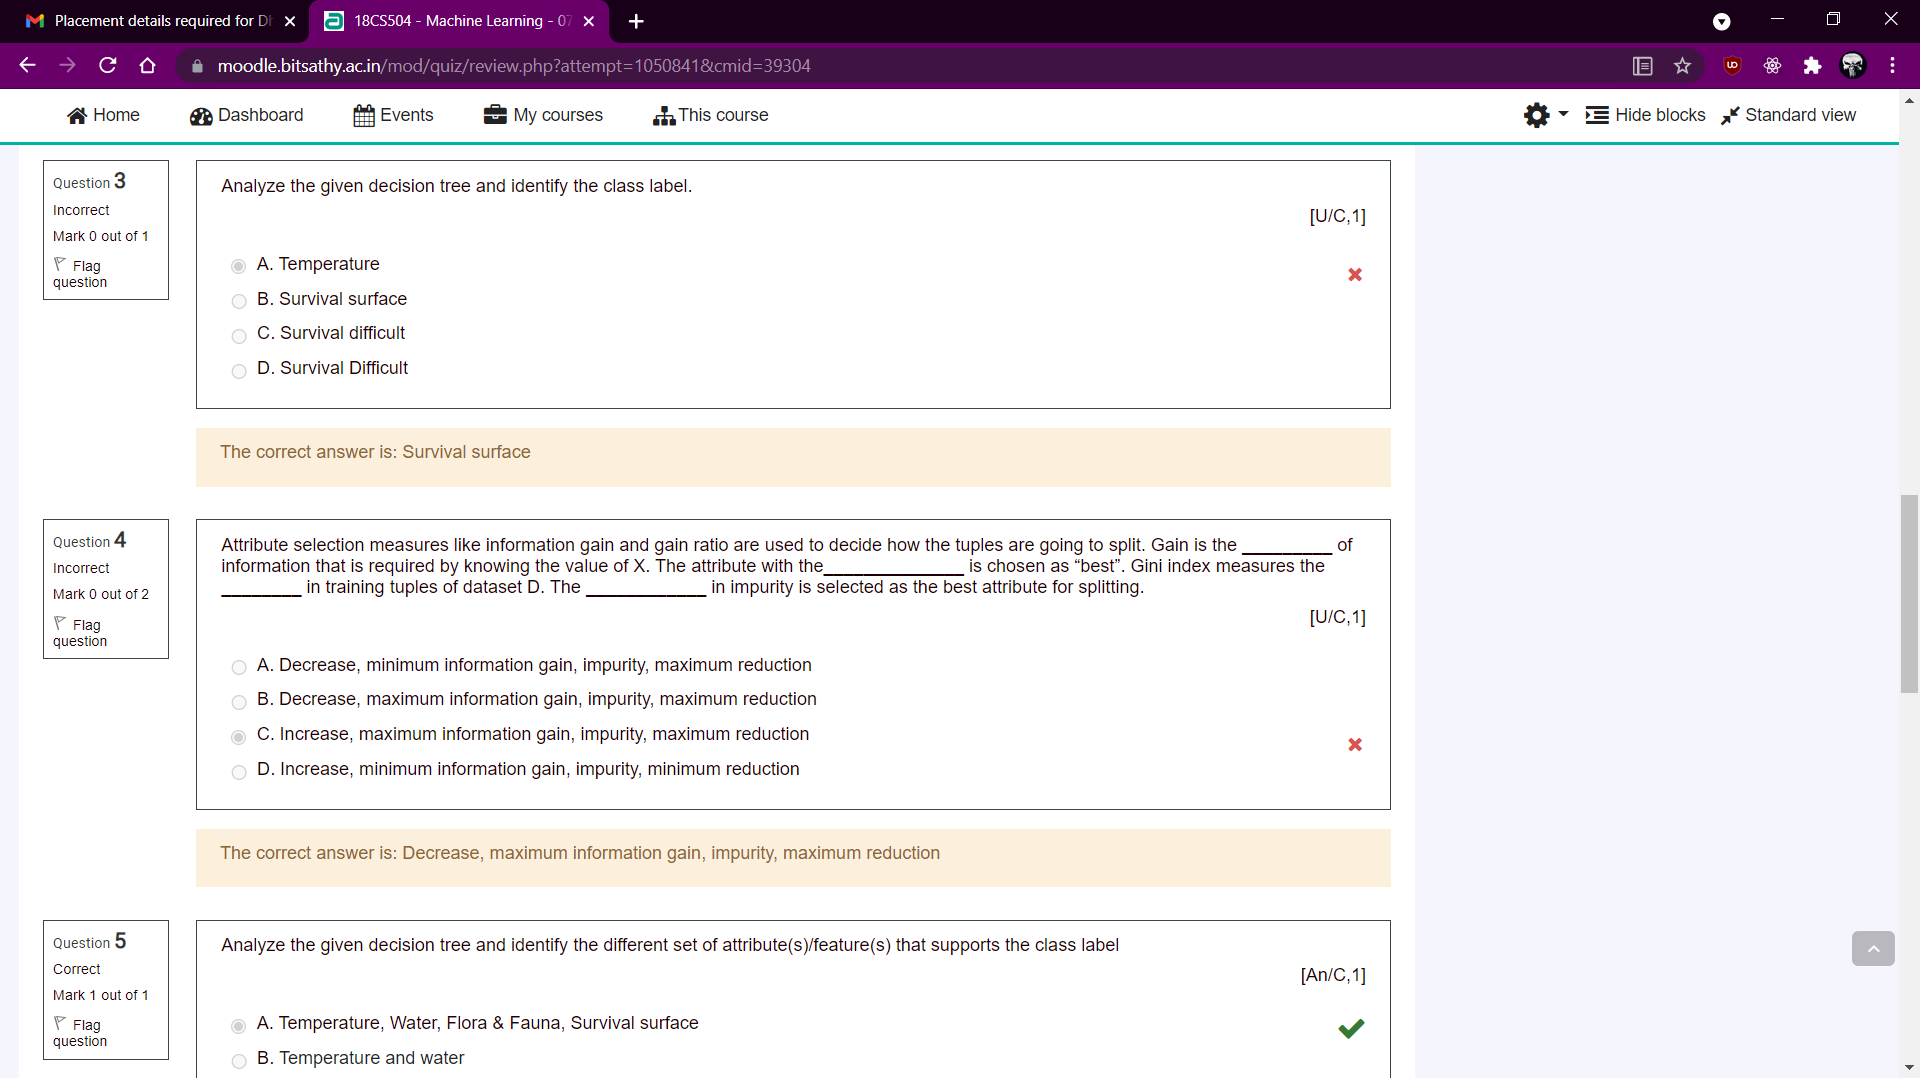 Placement details required for Dh
18CS504 - Machine Learning - 07
moodle.bitsathy.ac.in/mod/quiz/review.php?attempt=1050841&cmid=39304
Home
Dashboard
Events
My courses
This course
Hide blocks
Standard view
Question 3
Incorrect
Mark 0 out of 1
Flag
question
Analyze the given decision tree and identify the class label.
[U/C,1]
A. Temperature
B. Survival surface
C. Survival difficult
D. Survival Difficult
The correct answer is: Survival surface
Question 4
Incorrect
Mark 0 out of 2
Flag
question
Attribute selection measures like information gain and gain ratio are used to decide how the tuples are going to split. Gain is the _________ of
information that is required by knowing the value of X. The attribute with the______________ is chosen as “best”. Gini index measures the
________ in training tuples of dataset D. The ____________ in impurity is selected as the best attribute for splitting.
[U/C,1]
A. Decrease, minimum information gain, impurity, maximum reduction
B. Decrease, maximum information gain, impurity, maximum reduction
C. Increase, maximum information gain, impurity, maximum reduction
D. Increase, minimum information gain, impurity, minimum reduction
The correct answer is: Decrease, maximum information gain, impurity, maximum reduction
Question 5
Correct
Mark 1 out of 1
Flag
question
Analyze the given decision tree and identify the different set of attribute(s)/feature(s) that supports the class label
[An/C,1]
A. Temperature, Water, Flora & Fauna, Survival surface
B. Temperature and water